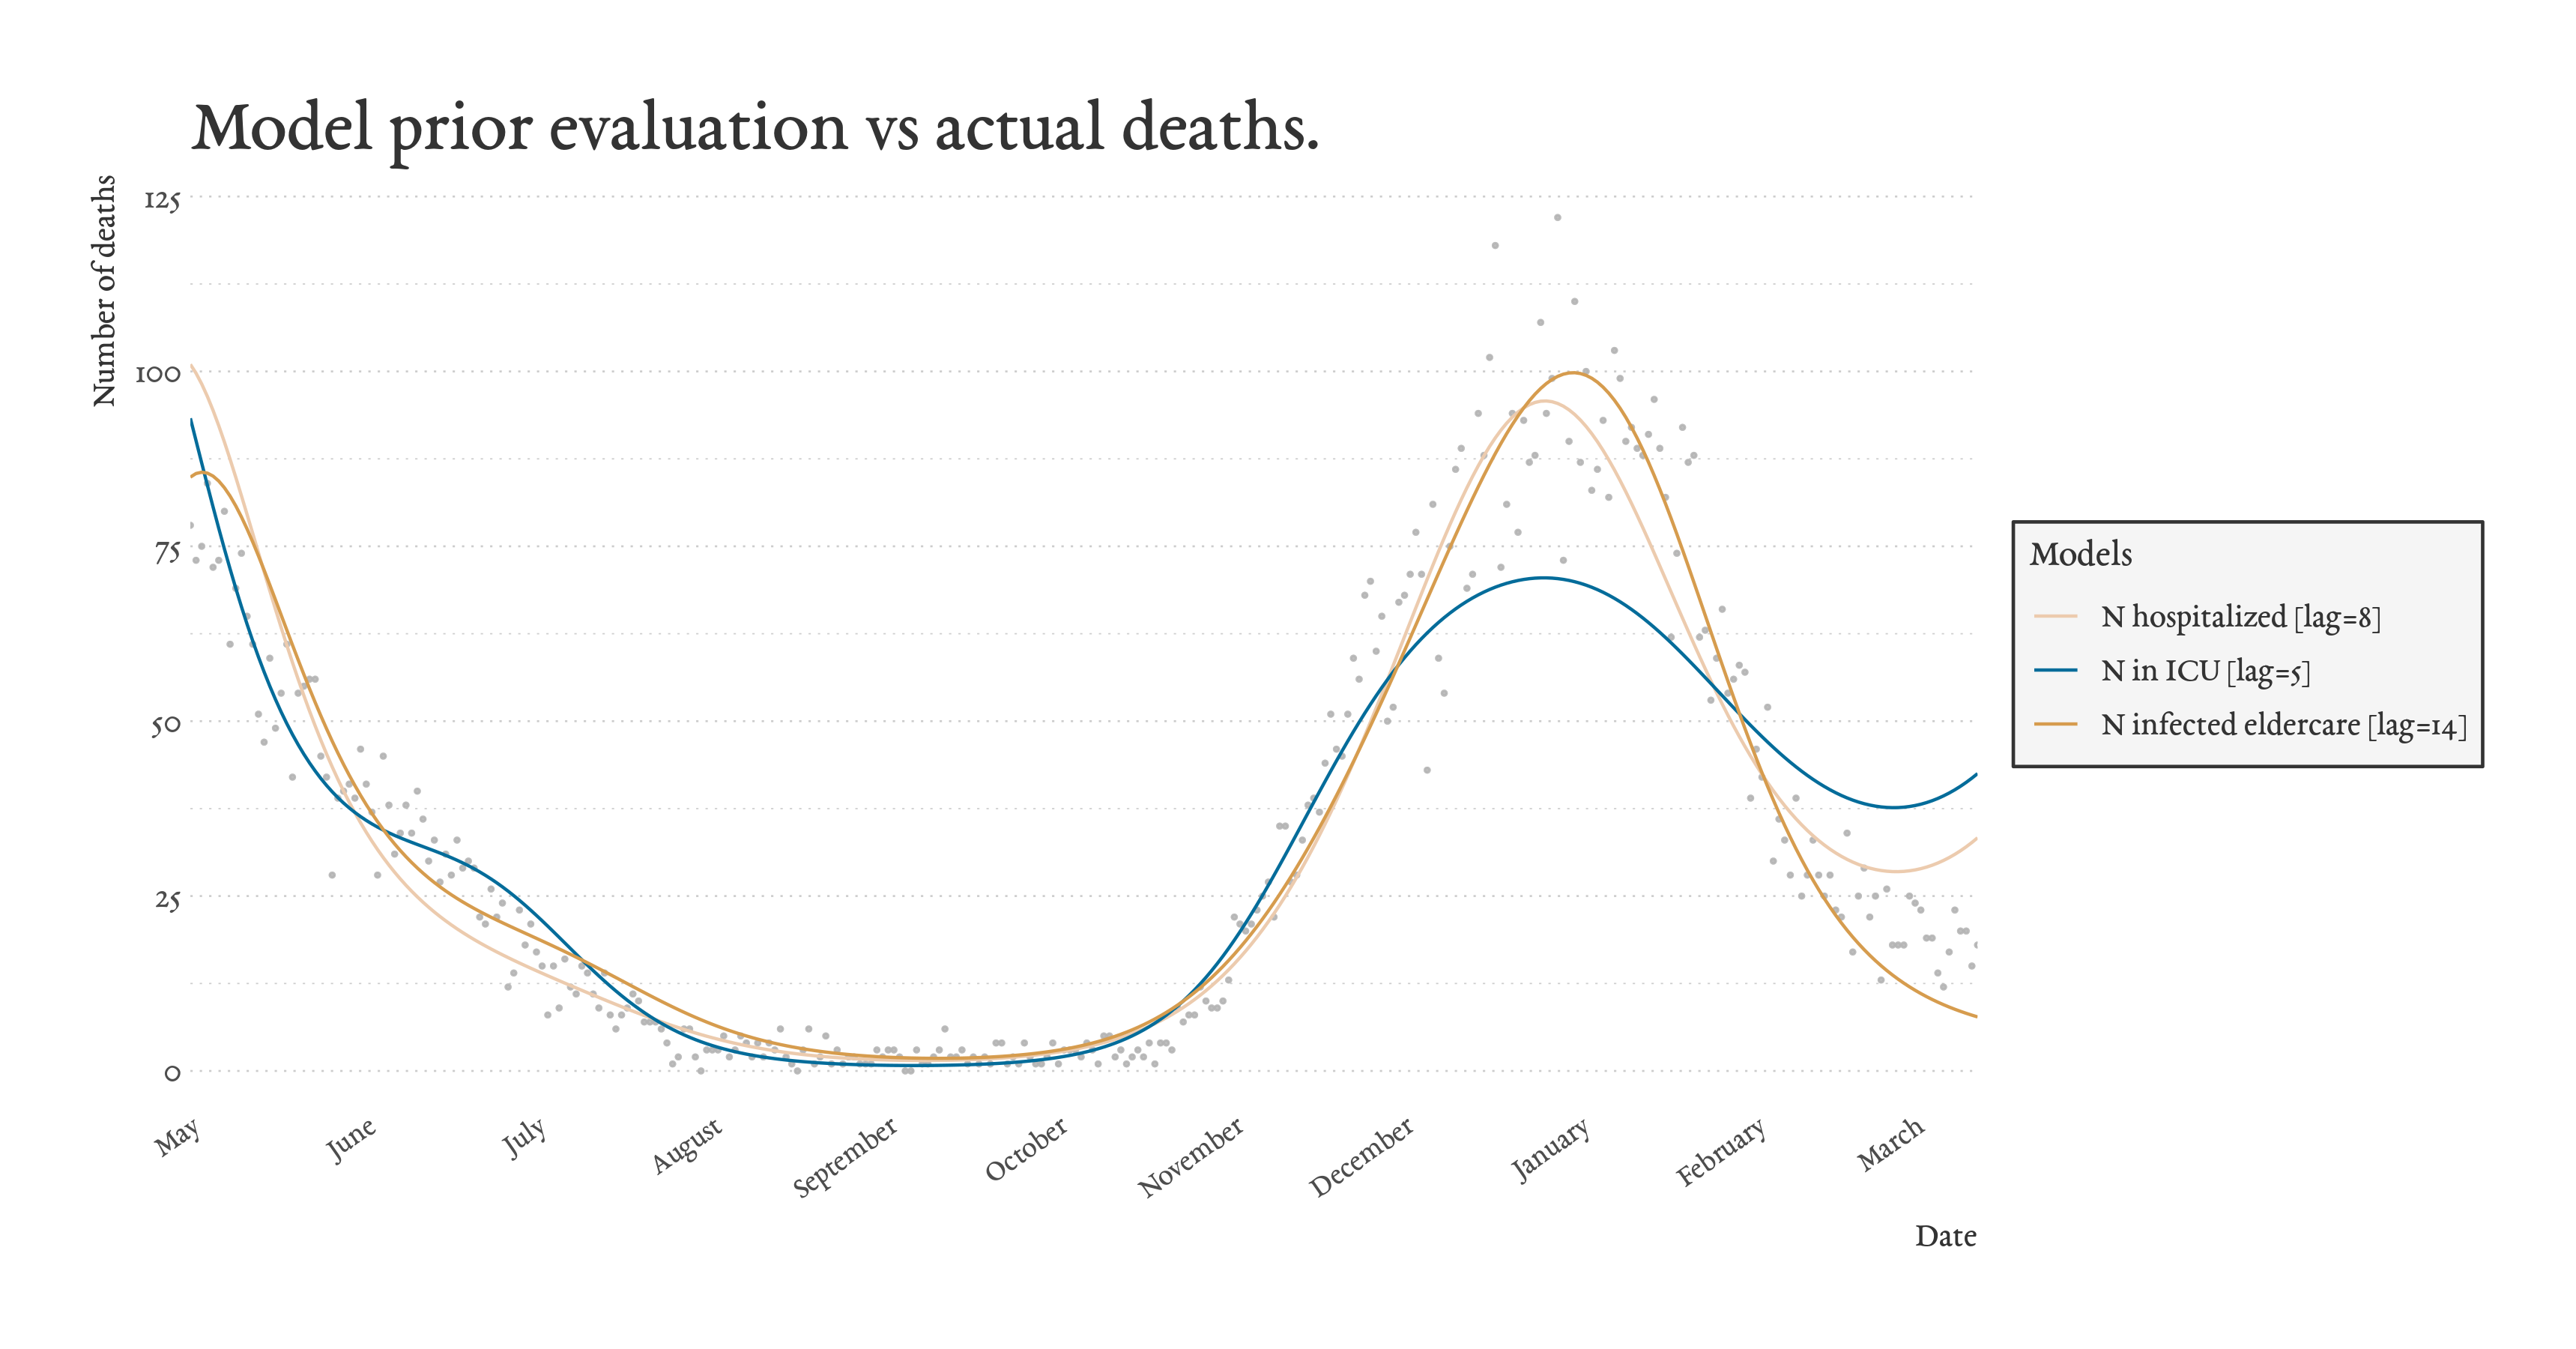 Model prior evaluation vs actual deaths.
Number of deaths
125
100
75
50
25
0
May
June
July
August
September
October
November
December
January
February
March
Date
Models
N hospitalized [lag=8]
N in ICU [lag=5]
N infected eldercare [lag=14]